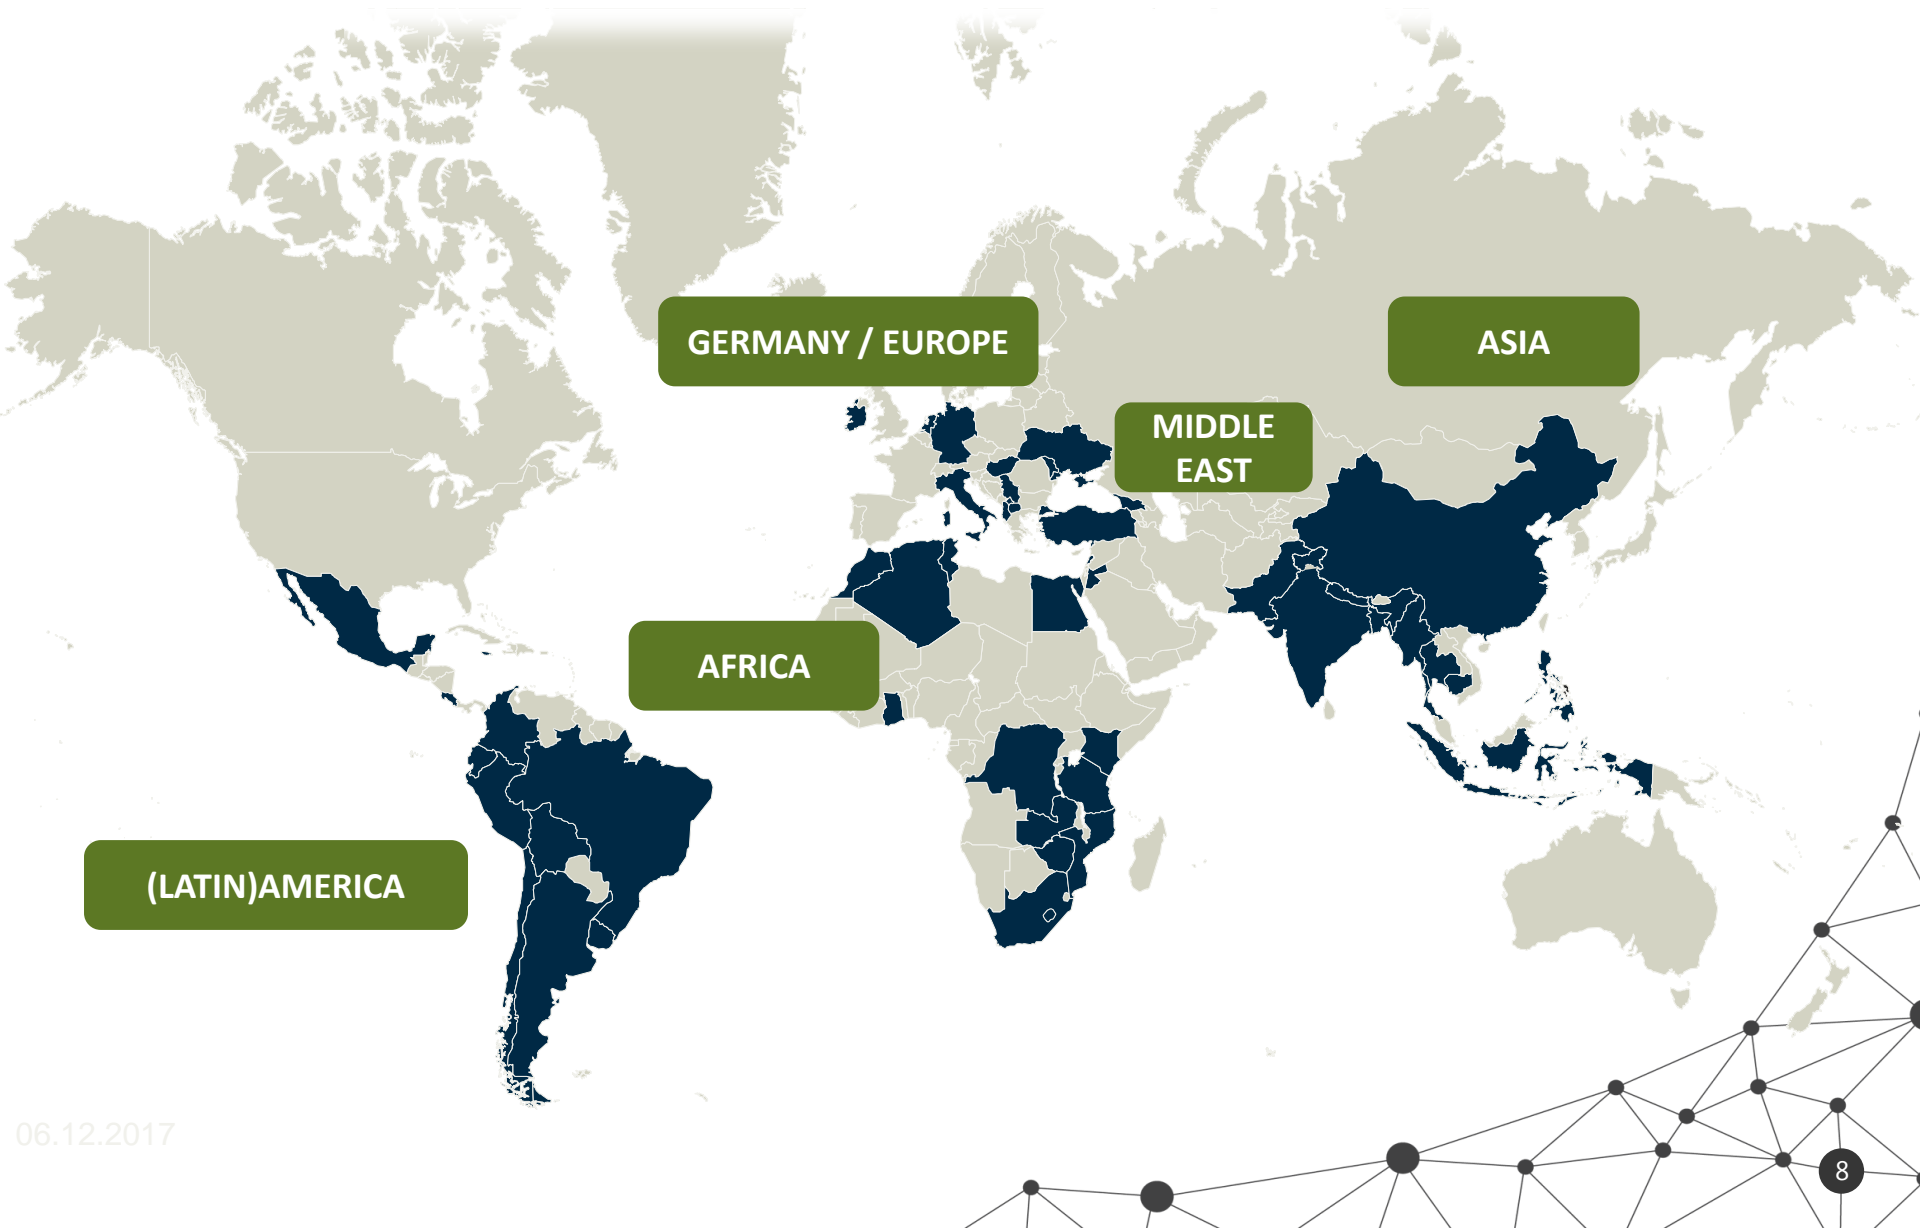 GERMANY / EUROPE
ASIA
MIDDLE
EAST
AFRICA
(LATIN)AMERICA
06.12.2017
8